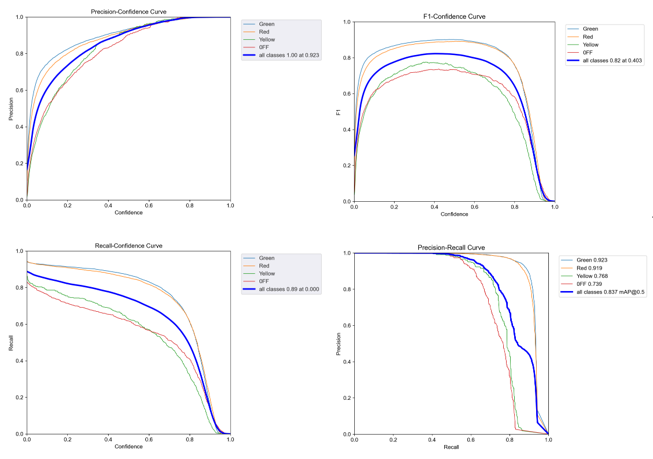 Precision-Confidence Curve
1.0
0.8
0.6
0.4
0.2
0.0
Precision
0.0 0.2 0.4 0.6 0.8 1.0
Confidence
Green
Red
Yellow
0FF
all classes 1.00 at 0.923
F1-Confidence Curve
1.0
0.8
0.6
0.4
0.2
0.0
F1
0.0 0.2 0.4 0.6 0.8 1.0
Confidence
Green
Red
Yellow
0FF
all classes 0.82 at 0.403
Recall-Confidence Curve
1.0
0.8
0.6
0.4
0.2
0.0
Recall
0.0 0.2 0.4 0.6 0.8 1.0
Confidence
Green
Red
Yellow
0FF
all classes 0.89 at 0.000
Precision-Recall Curve
1.0
0.8
0.6
0.4
0.2
0.0
Precision
0.0 0.2 0.4 0.6 0.8 1.0
Recall
Green 0.923
Red 0.919
Yellow 0.766
0FF 0.739
all classes 0.837 mAP@0.5